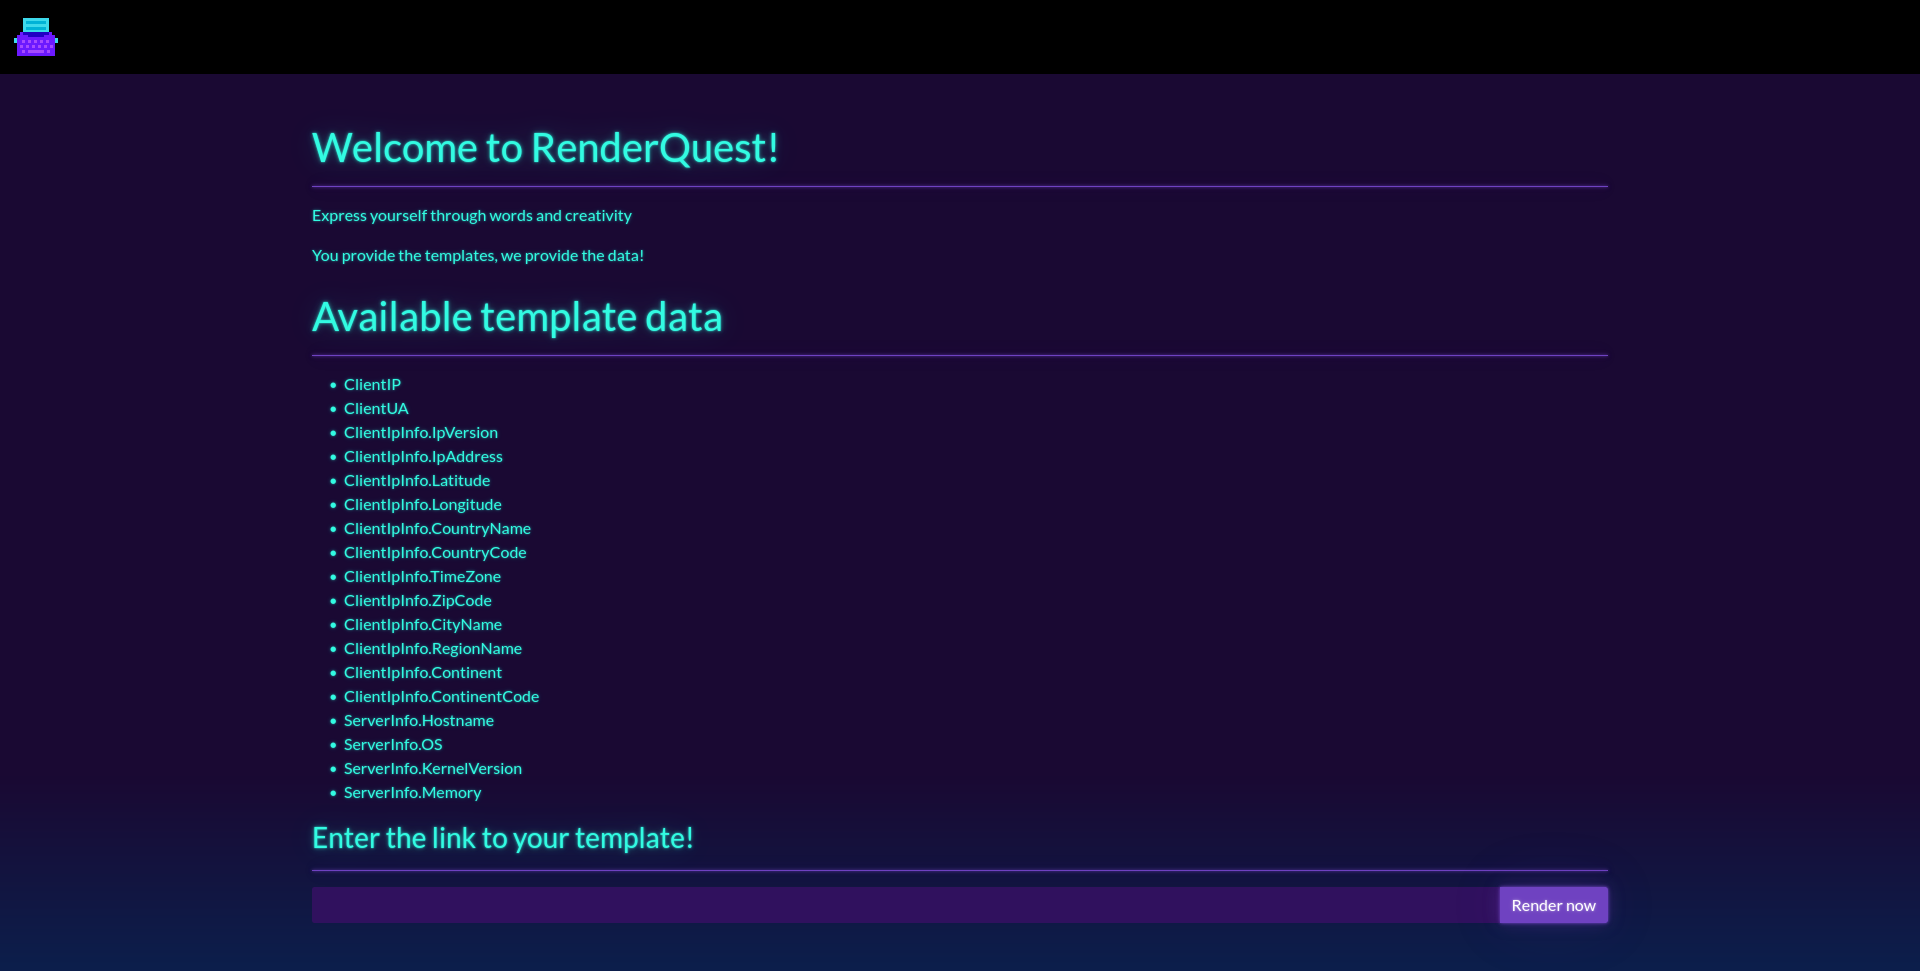 Welcome to RenderQuest!
Express yourself through words and creativity
You provide the templates, we provide the data!
Available template data
ClientIP
ClientUA
ClientIpInfo.IpVersion
ClientIpInfo.IpAddress
ClientIpInfo.Latitude
ClientIpInfo.Longitude
ClientIpInfo.CountryName
ClientIpInfo.CountryCode
ClientIpInfo.TimeZone
ClientIpInfo.ZipCode
ClientIpInfo.CityName
ClientIpInfo.RegionName
ClientIpInfo.Continent
ClientIpInfo.ContinentCode
ServerInfo.Hostname
ServerInfo.OS
ServerInfo.KernelVersion
ServerInfo.Memory
Enter the link to your template!
Render now